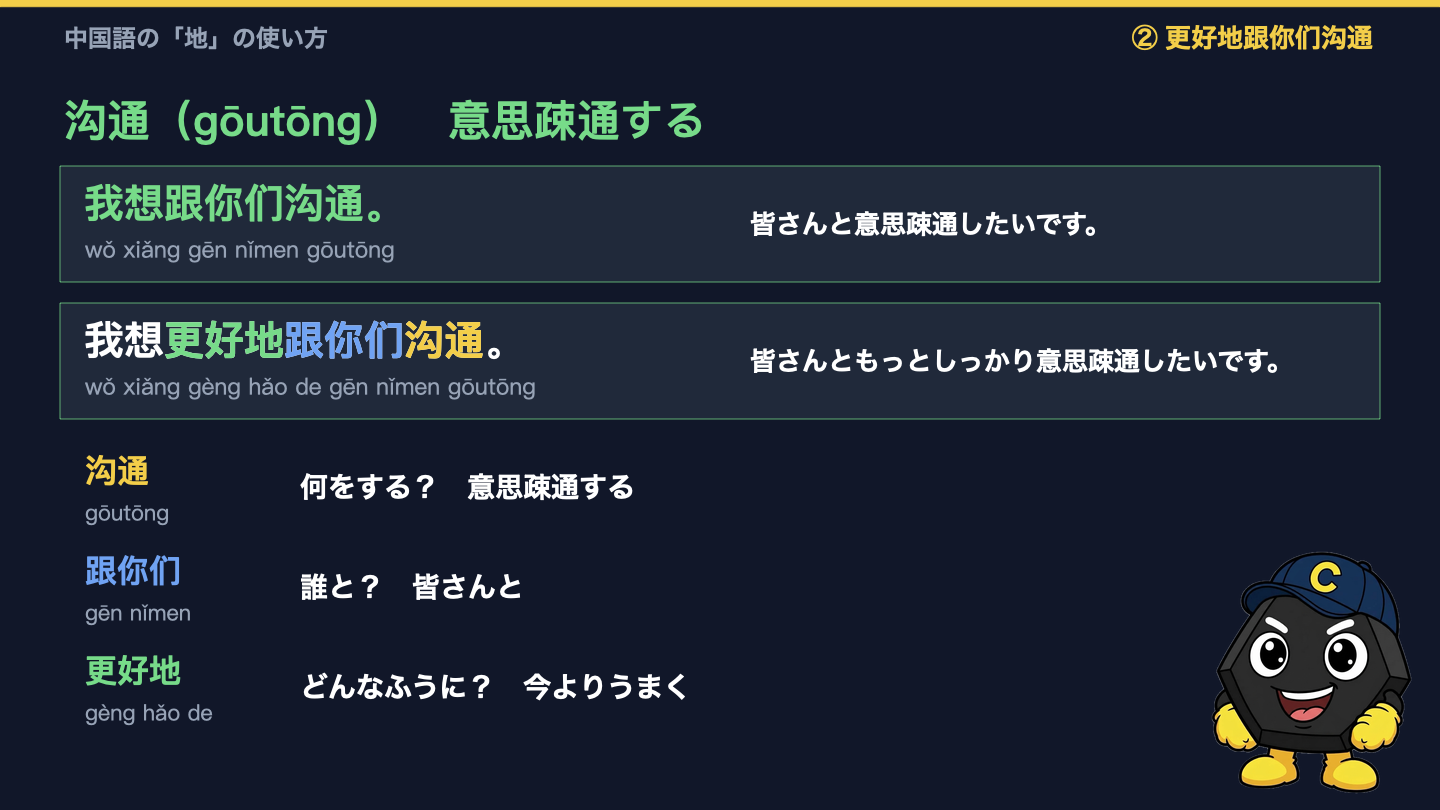 中国語の「地」の使い方
② 更好地跟你们沟通
沟通（gōutōng）　意思疎通する
我想跟你们沟通。
wǒ xiǎng gēn nǐmen gōutōng
皆さんと意思疎通したいです。
我想更好地跟你们沟通。
wǒ xiǎng gèng hǎo de gēn nǐmen gōutōng
皆さんともっとしっかり意思疎通したいです。
沟通
gōutōng
何をする？　意思疎通する
跟你们
gēn nǐmen
誰と？　皆さんと
更好地
gèng hǎo de
どんなふうに？　今よりうまく
C